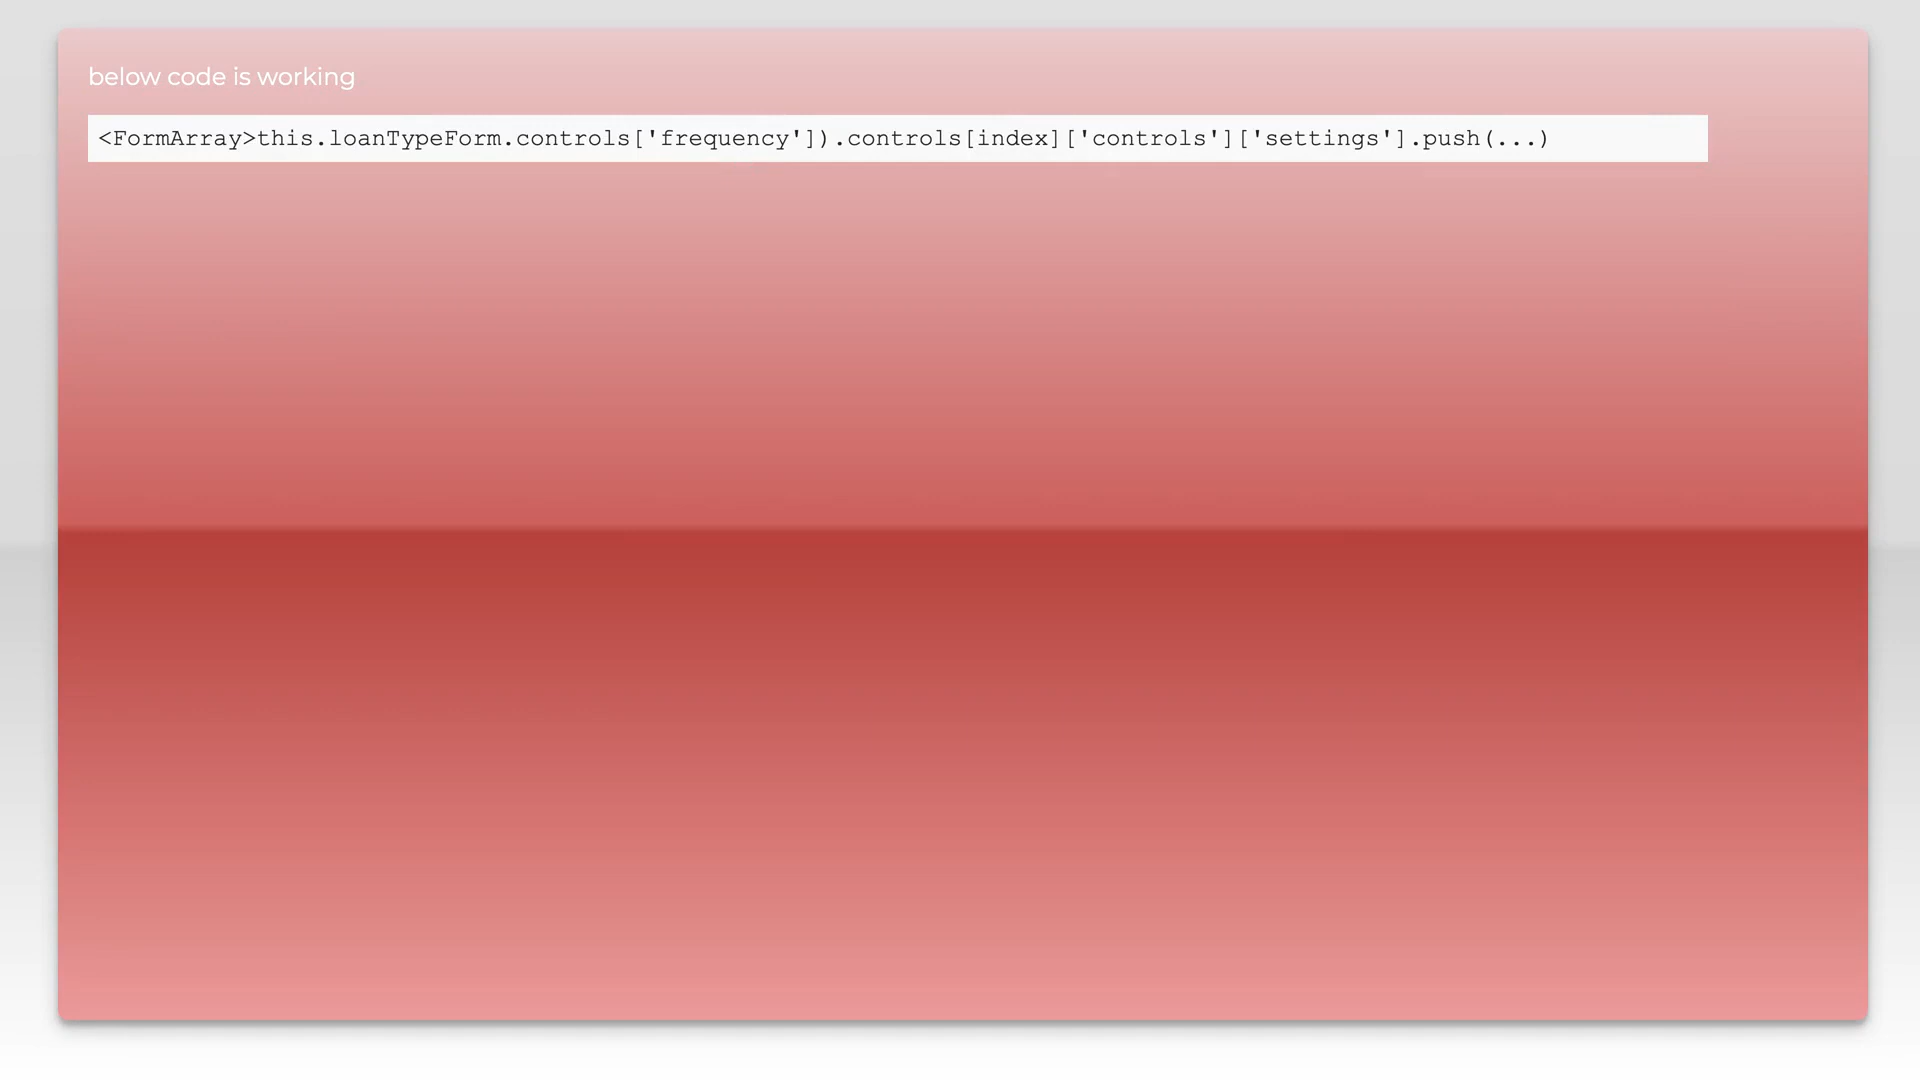 below code is working
<FormArray>this.loanTypeForm.controls['frequency']).controls[index]['controls']['settings'].push(...)